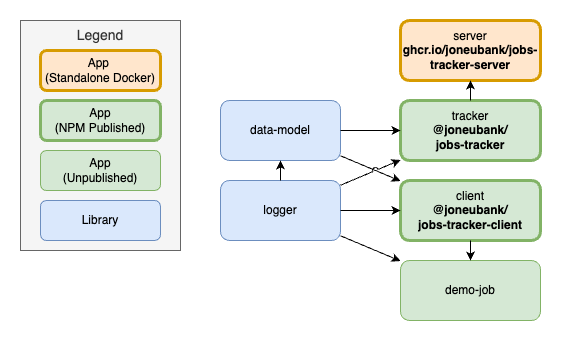 Legend
App
(Standalone Docker)
App
(NPM Published)
App
(Unpublished)
Library
server
ghcr.io/joneubank/jobs-
tracker-server
data-model
tracker
@joneubank/
jobs-tracker
logger
client
@joneubank/
jobs-tracker-client
demo-job